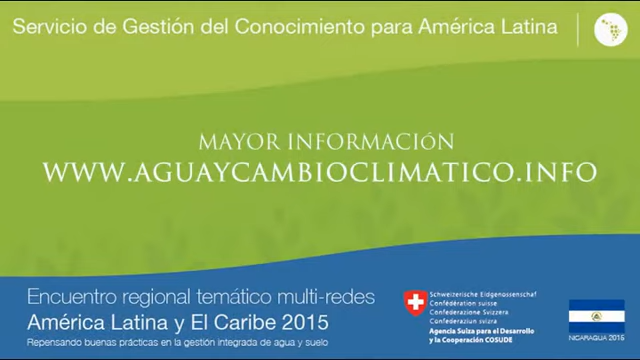 Servicio de Gestión del Conocimiento para América Latina
MAYOR INFORMACIÓN
WWW.AGUAYCAMBIOCLIMATICO.INFO
Encuentro regional temático multi-redes
América Latina y El Caribe 2015
Repensando buenas prácticas en la gestión integrada de agua y suelo
Schweizerische Eidgenossenschaf
Confédération suisse
Confederazione Svizzera
Confederaziun svizra
Agencia Suiza para el Desarrollo
y la Cooperación COSUDE
NICARAGUA 2015